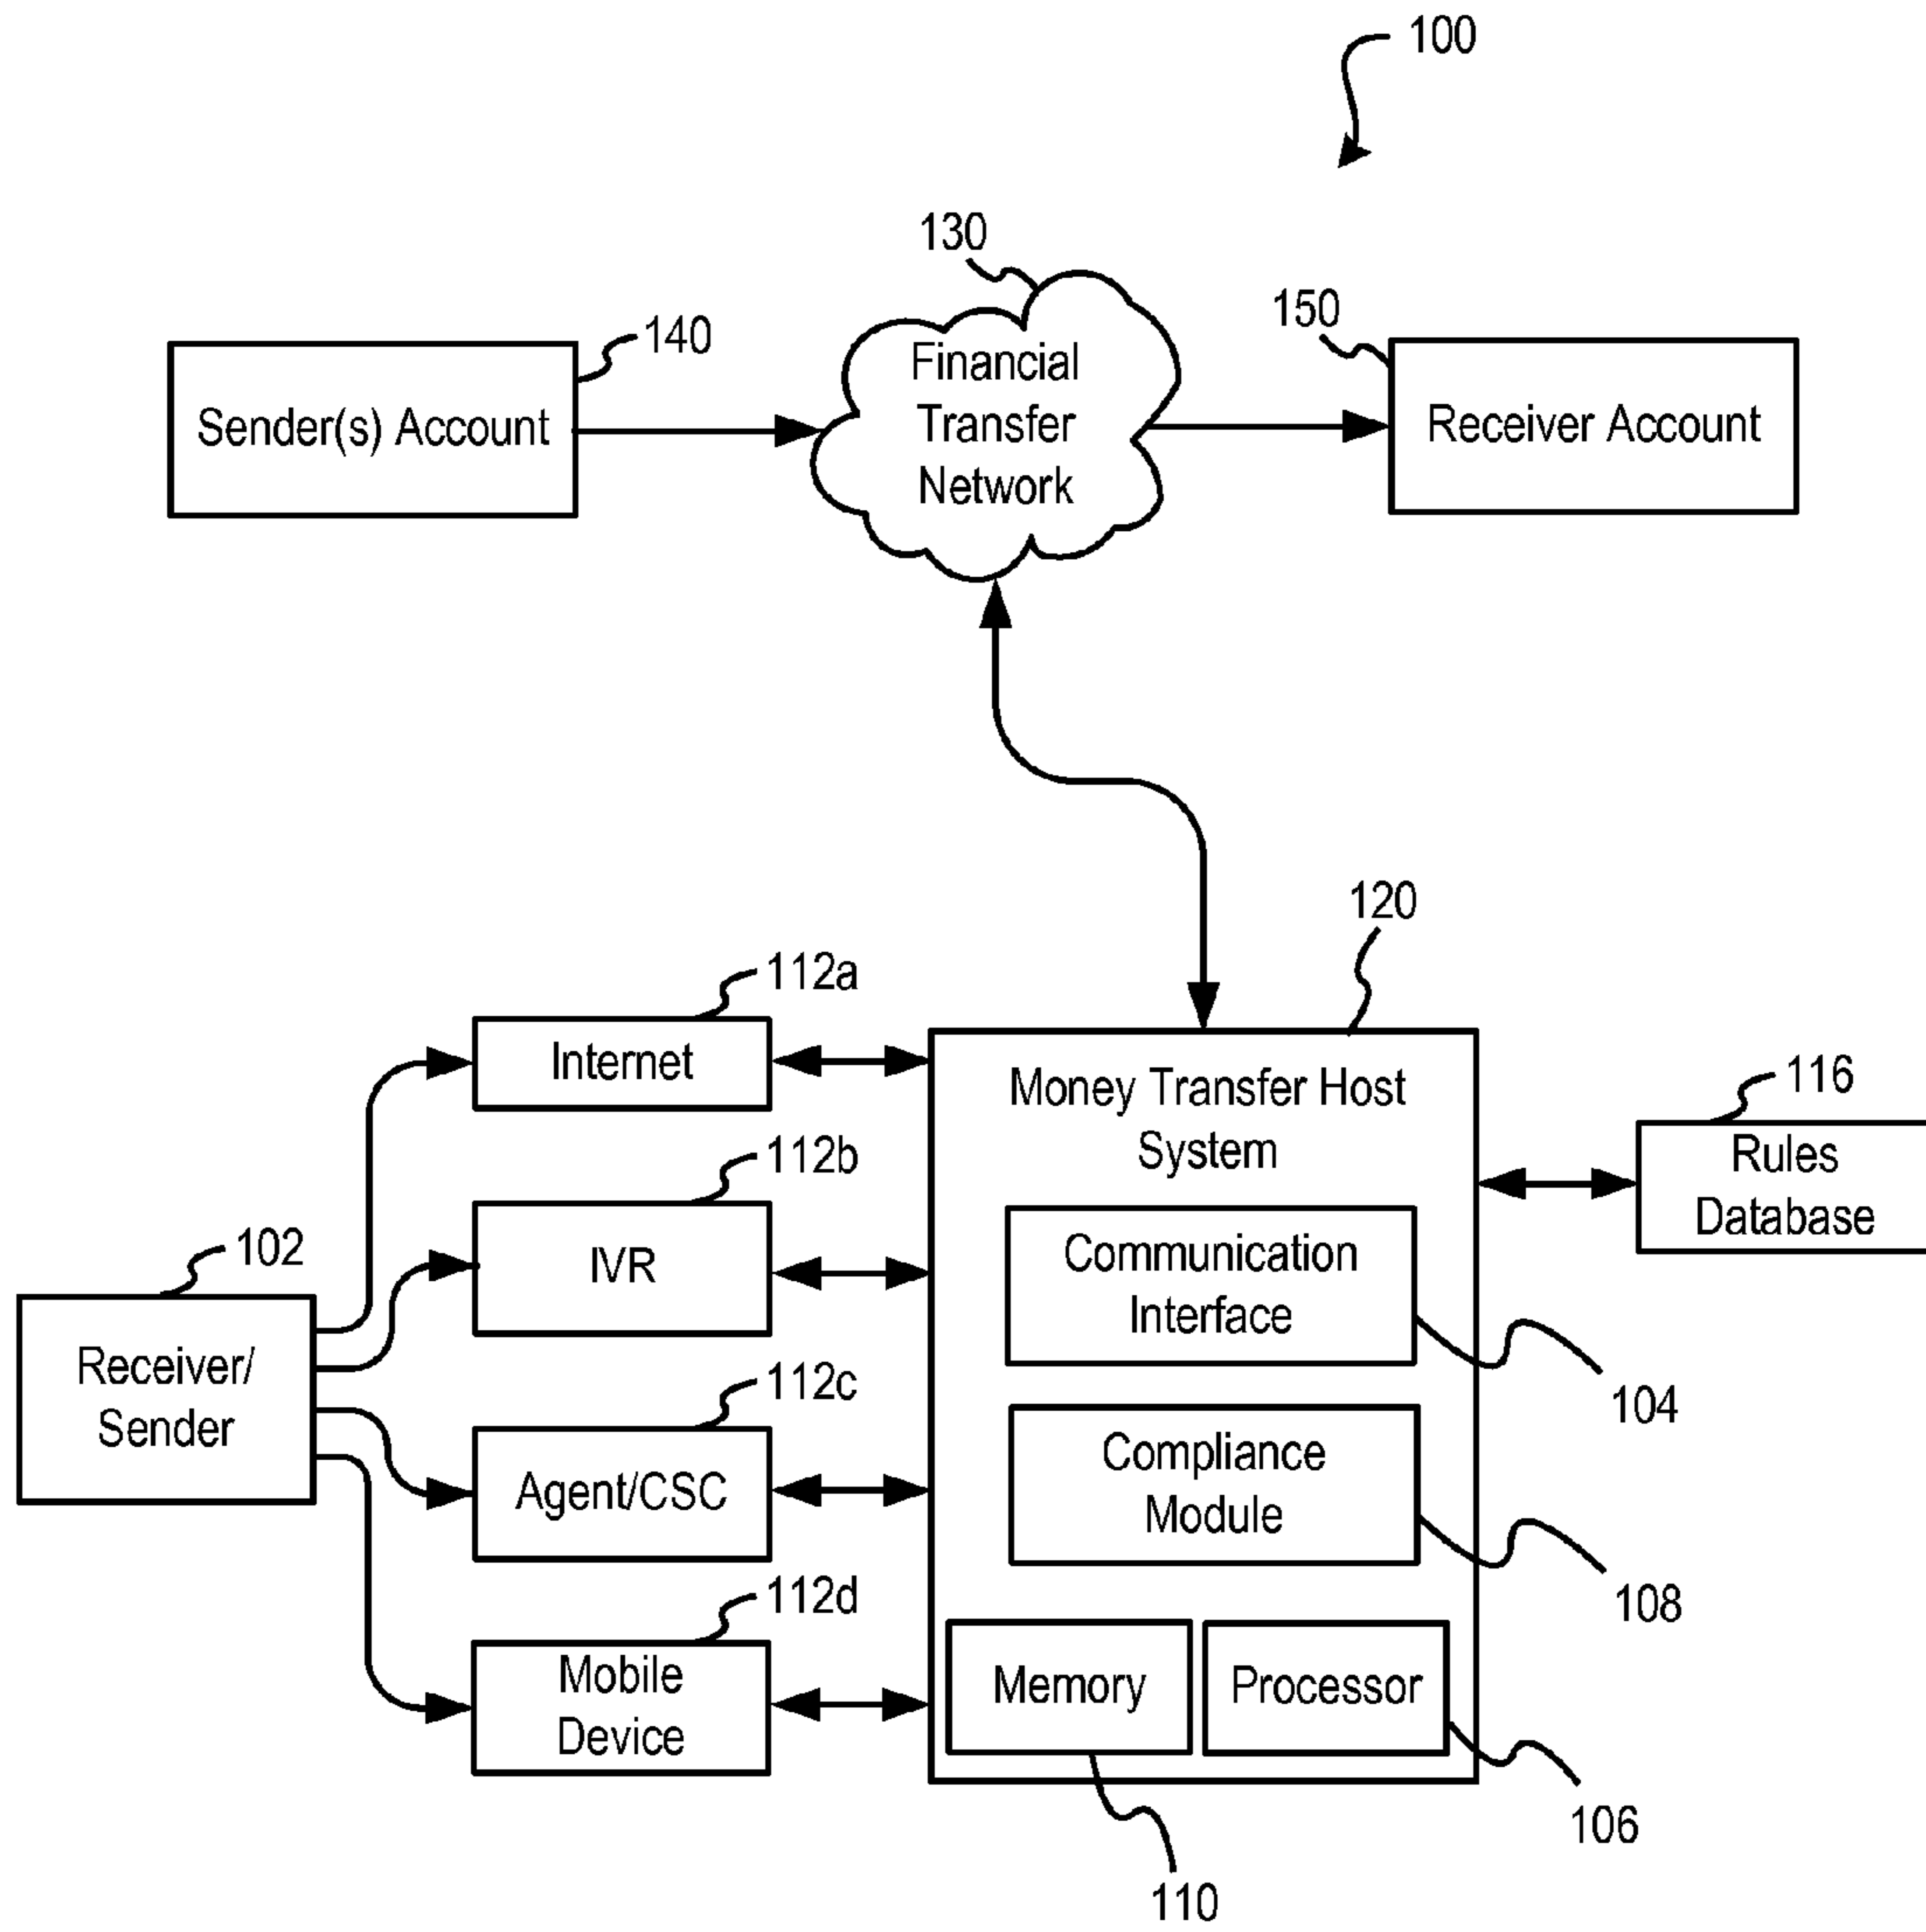 100
130
140
150
Sender(s) Account
Financial
Transfer
Network
Receiver Account
120
112a
Internet
112b
IVR
102
Receiver/
Sender
112c
Agent/CSC
112d
Mobile
Device
Money Transfer Host
System
116
Rules
Database
Communication
Interface
104
Compliance
Module
108
Memory
Processor
106
110